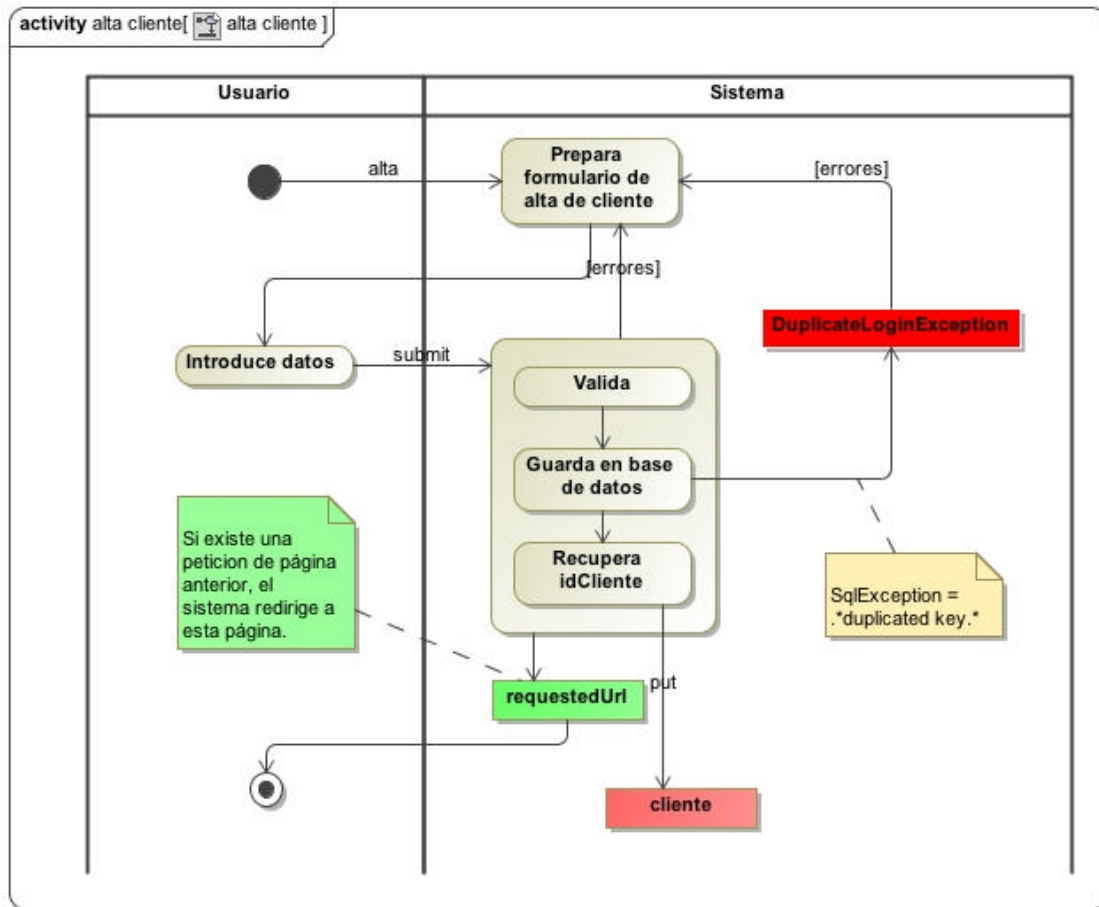 activity alta cliente[ alta cliente ]
Usuario
Sistema
Prepara
formulario de
alta de cliente
alta
[errores]
[errores]
DuplicateLoginException
Introduce datos
submit
Valida
Guarda en base
de datos
Recupera
idCliente
Si existe una
peticion de página
anterior, el
sistema redirige a
esta página.
SqlException =
.*duplicated key.*
requestedUrl
put
cliente